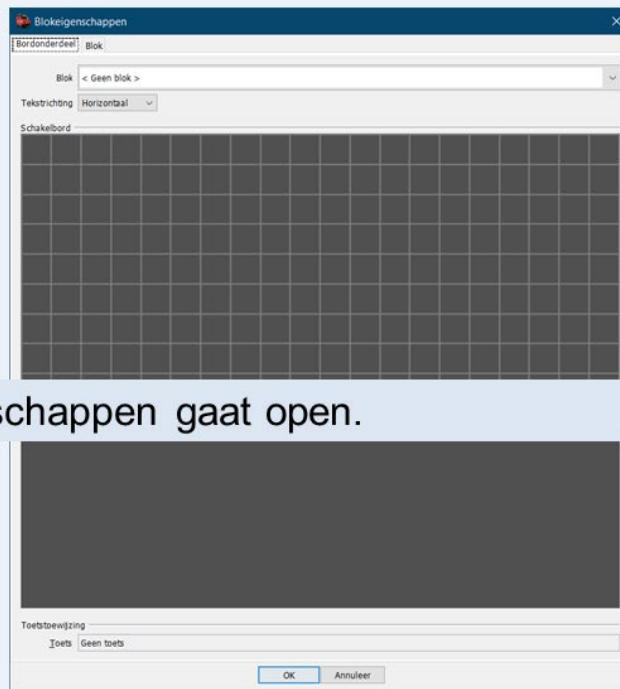 Blokeigenschappen
Bordonderdeel Blok
Blok < Geen blok >
Tekstrichting Horizontaal
Schakelbord
schappen gaat open.
Toetstoewijzing
Toets Geen toets
OK Annuleer